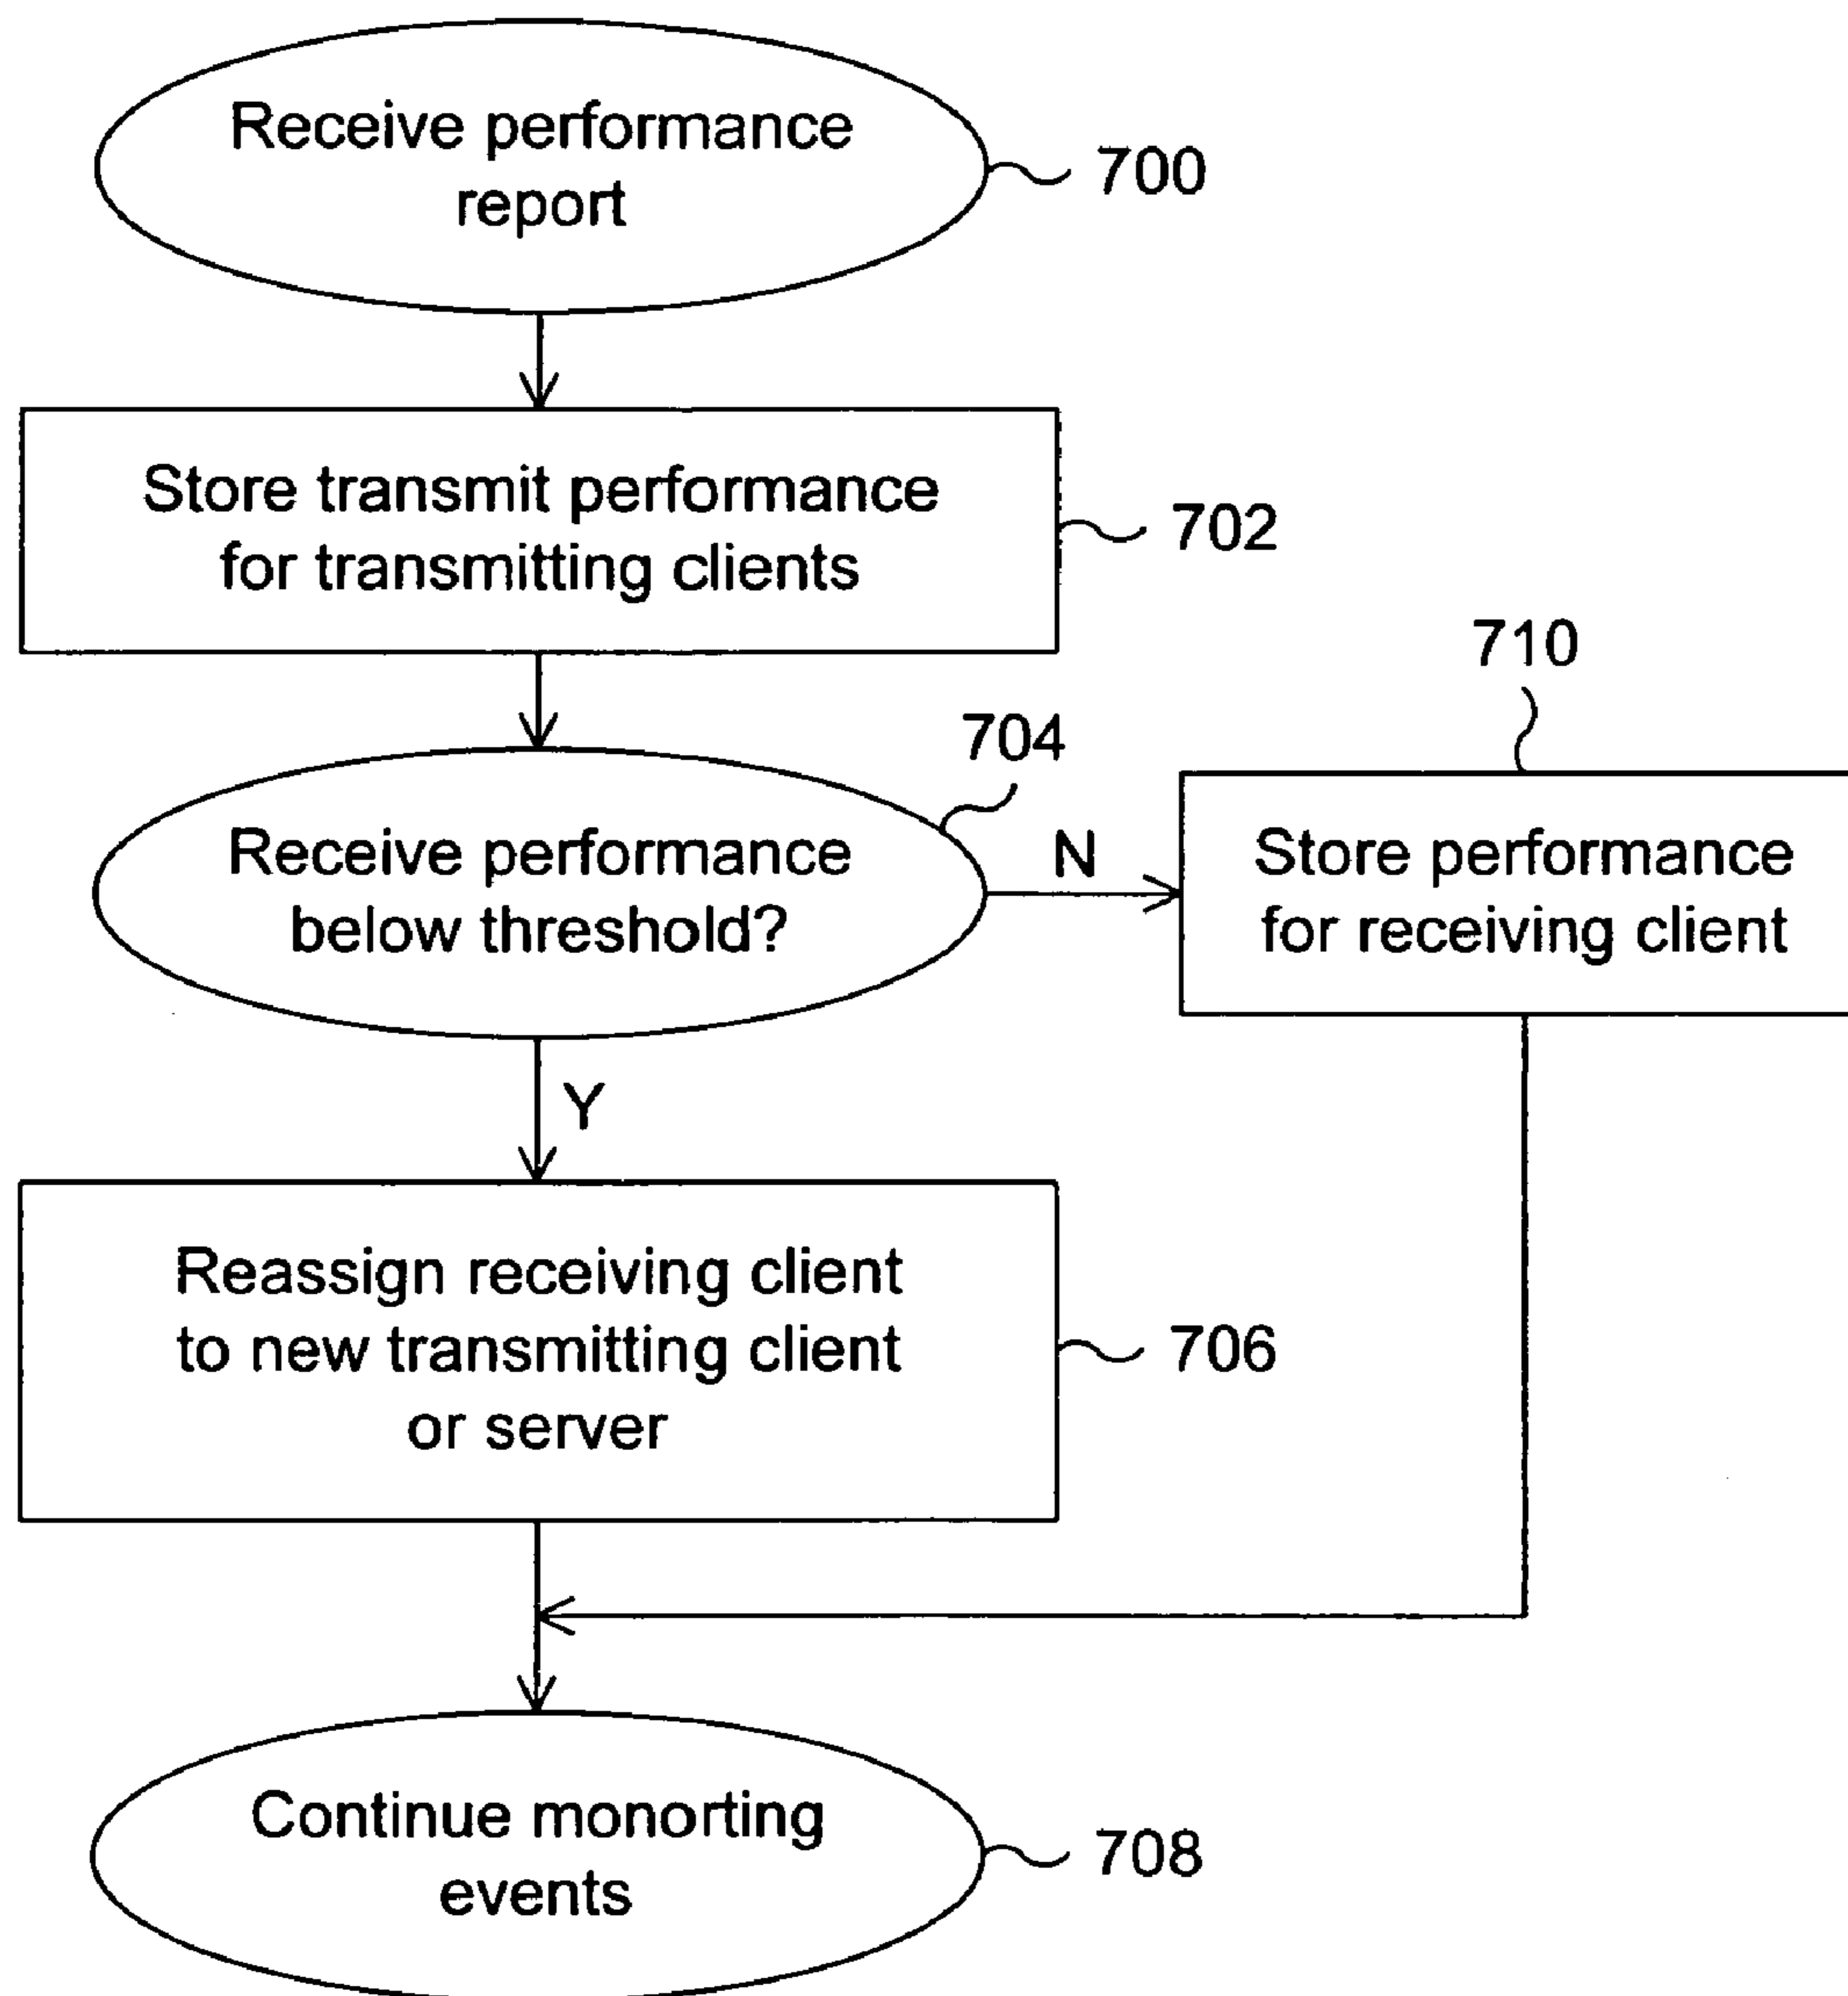 Receive performance
report
700
Store transmit performance
for transmitting clients
702
704
Receive performance
below threshold?
N
710
Store performance
for receiving client
Y
Reassign receiving client
to new transmitting client
or server
706
Continue monorting
events
708